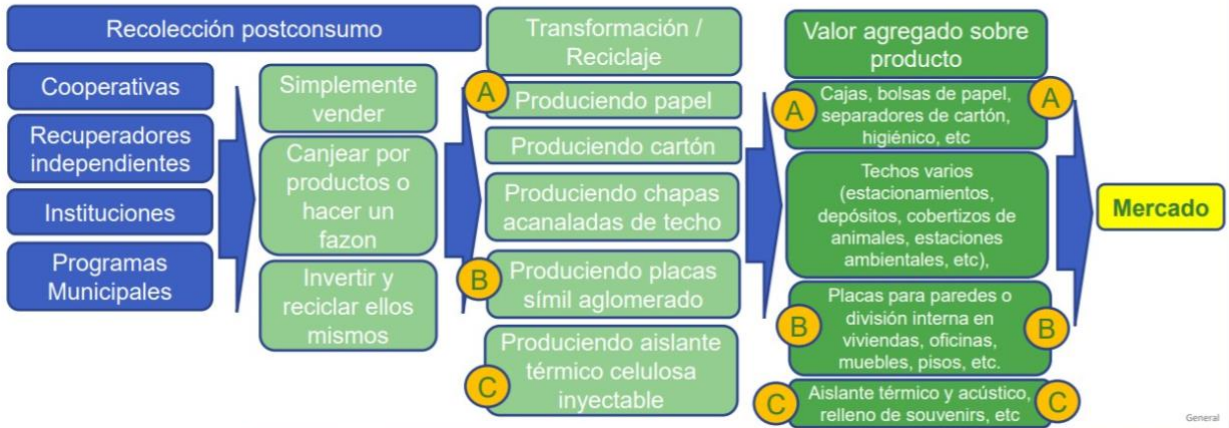 Recolección postconsumo
Cooperativas
Recuperadores
independientes
Instituciones
Programas
Municipales
Simplemente
vender
Canjear por
productos o
hacer un
fazon
Invertir y
reciclar ellos
mismos
Transformación /
Reciclaje
A
Produciendo papel
Produciendo cartón
Produciendo chapas
acanaladas de techo
B
Produciendo placas
símil aglomerado
Produciendo aislante
térmico celulosa
inyectable
C
Valor agregado sobre
producto
A
Cajas, bolsas de papel,
separadores de cartón,
higiénico, etc
A
Techos varios
(estacionamientos,
depósitos, cobertizos de
animales, estaciones
ambientales, etc),
B
Placas para paredes o
división interna en
viviendas, oficinas,
muebles, pisos, etc.
B
C
Aislante térmico y acústico,
relleno de souvenirs, etc
C
Mercado
General